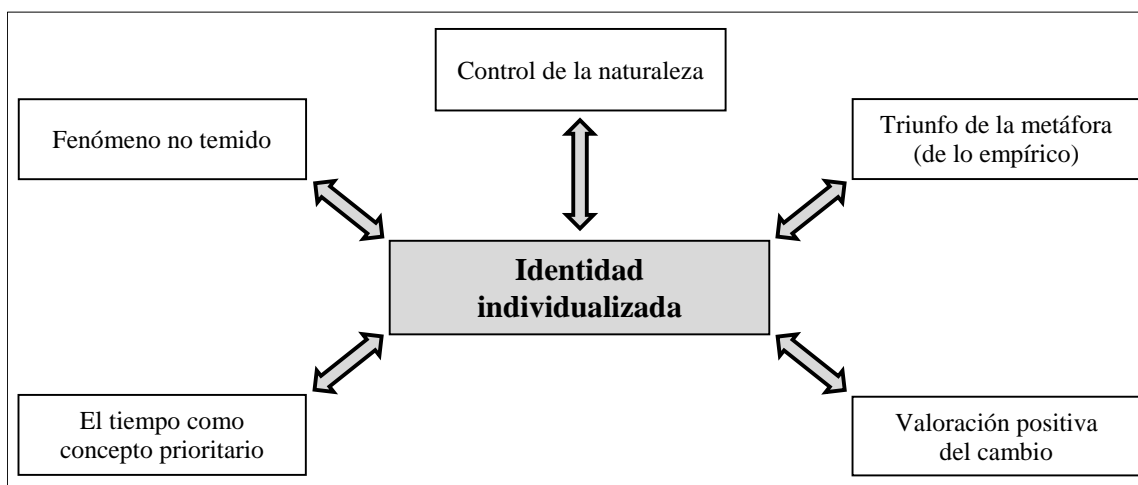 Control de la naturaleza
Fenómeno no temido
Triunfo de la metáfora
(de lo empírico)
Identidad
individualizada
El tiempo como
concepto prioritario
Valoración positiva
del cambio